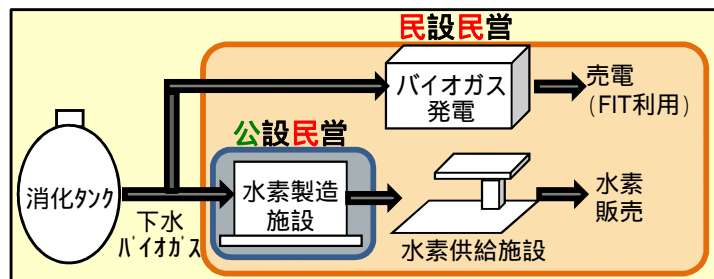 民設民営
バイオガス
発電
売電
(FIT利用)
公設民営
消化ﾀﾝｸ
下水
ﾊﾞｲｵｶﾞｽ
水素製造
施設
水素供給施設
水素
販売